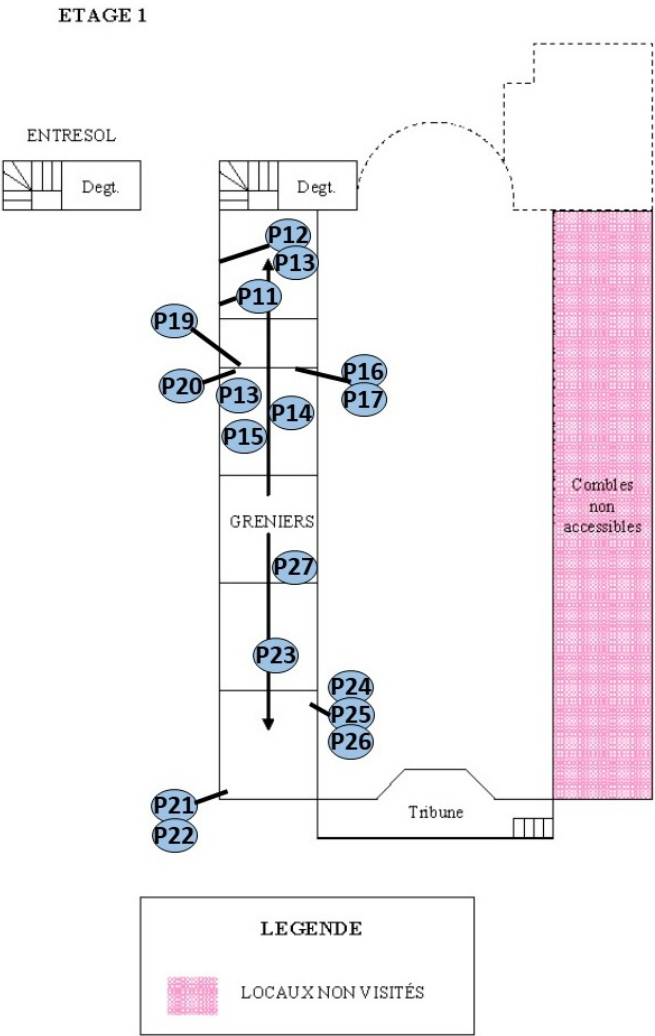 ETAGE 1
ENTRESOL
Degt.
Degt.
P12
P13
P11
P19
P16
P20
P13
P17
P14
P15
Combles
non
accessibles
GRENIERS
P27
P23
P24
P25
P26
P21
Tribune
P22
LEGENDE
LOCAUX NON VISITÉS